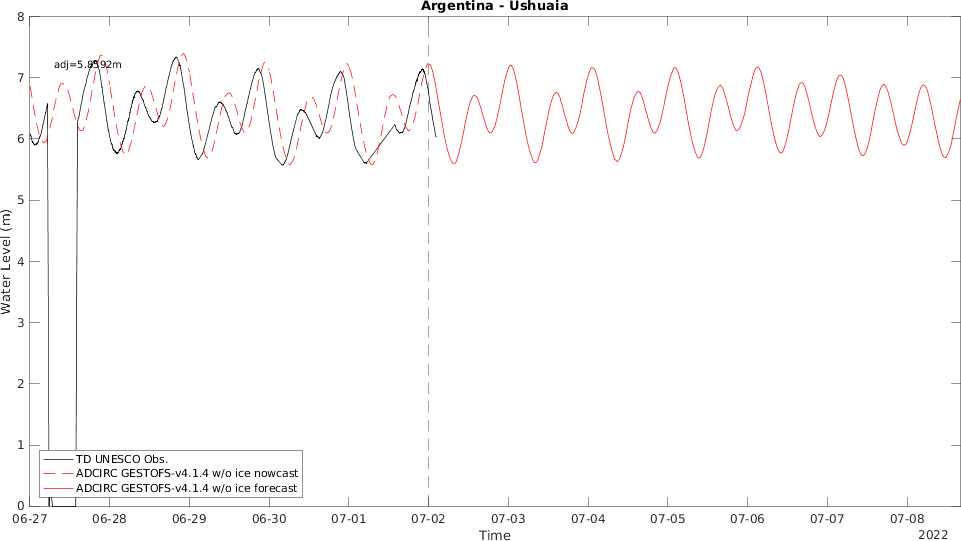 Argentina - Ushuaia
8
adj=5.8592m
7
6
5
4
3
2
1
0
Water Level (m)
TD UNESCO Obs.
ADCIRC GESTOFS-v4.1.4 w/o ice nowcast
ADCIRC GESTOFS-v4.1.4 w/o ice forecast
06-27 06-28 06-29 06-30 07-01 07-02 07-03 07-04 07-05 07-06 07-07 07-08
Time
2022